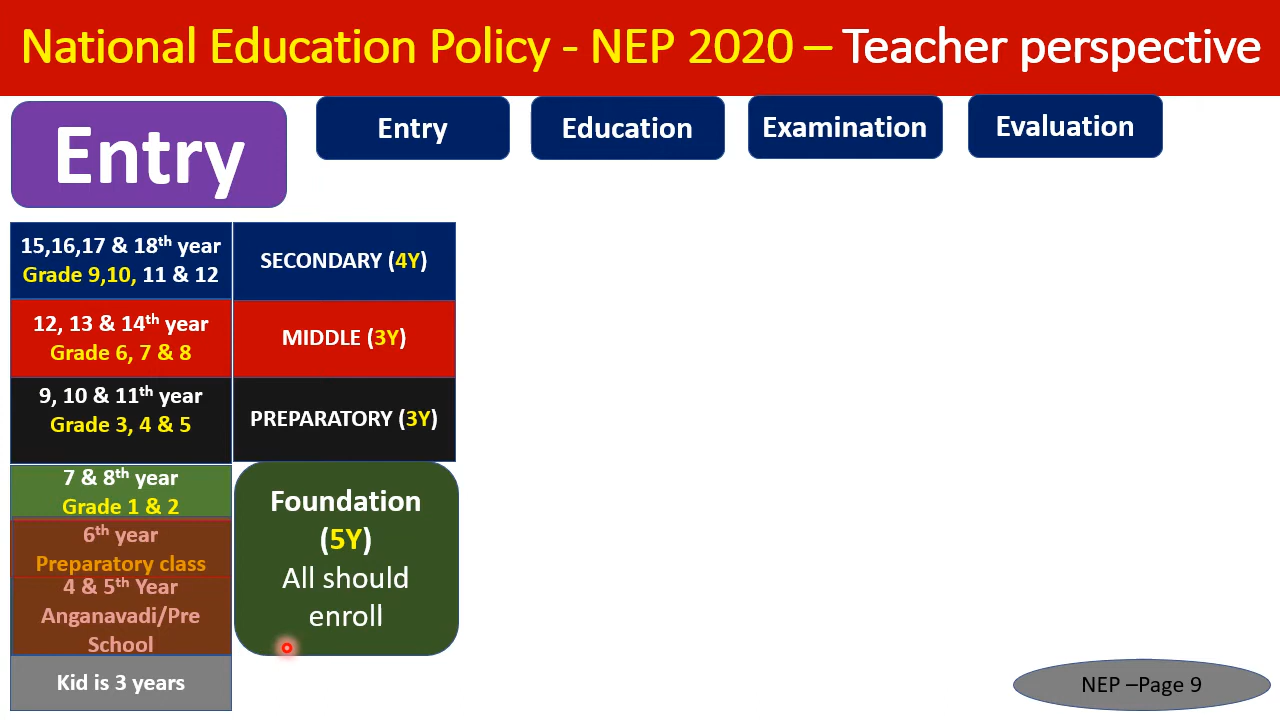 National Education Policy - NEP 2020 – Teacher perspective
Entry
Entry
Education
Examination
Evaluation
15,16,17 & 18th year
Grade 9,10, 11 & 12
SECONDARY (4Y)
12, 13 & 14th year
Grade 6, 7 & 8
MIDDLE (3Y)
9, 10 & 11th year
Grade 3, 4 & 5
PREPARATORY (3Y)
7 & 8th year
Grade 1 & 2
6th year
Preparatory class
4 & 5th Year
Anganavadi/Pre
School
Foundation
(5Y)
All should
enroll
Kid is 3 years
NEP –Page 9